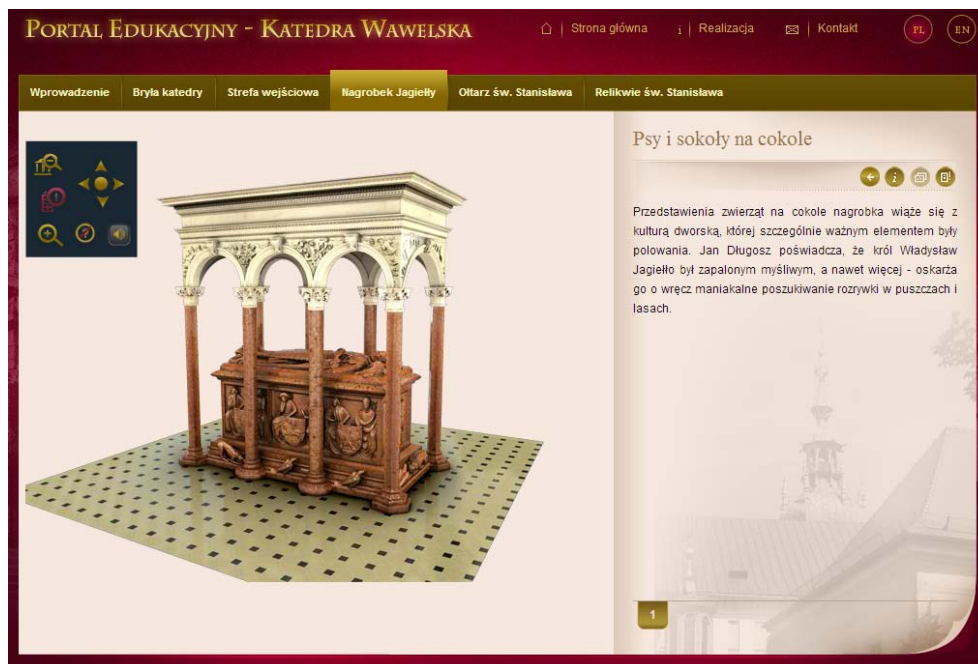 PORTAL EDUKACYJNY - KATEDRA WAWELSKA
Strona główna
i Realizacja
Kontakt
PL
EN
Wprowadzenie
Bryła katedry
Strefa wejściowa
Nagrobek Jagiełły
Ołtarz św. Stanisława
Relikwie św. Stanisława
Psy i sokoły na cokole
Przedstawienia zwierząt na cokole nagrobka wiąże się z
kulturą dworską, której szczególnie ważnym elementem były
polowania. Jan Długosz poświadcza, że król Władysław
Jagiełło był zapalonym myśliwym, a nawet więcej - oskarża
go o wręcz maniakalne poszukiwanie rozrywki w puszczach i
lasach.
1